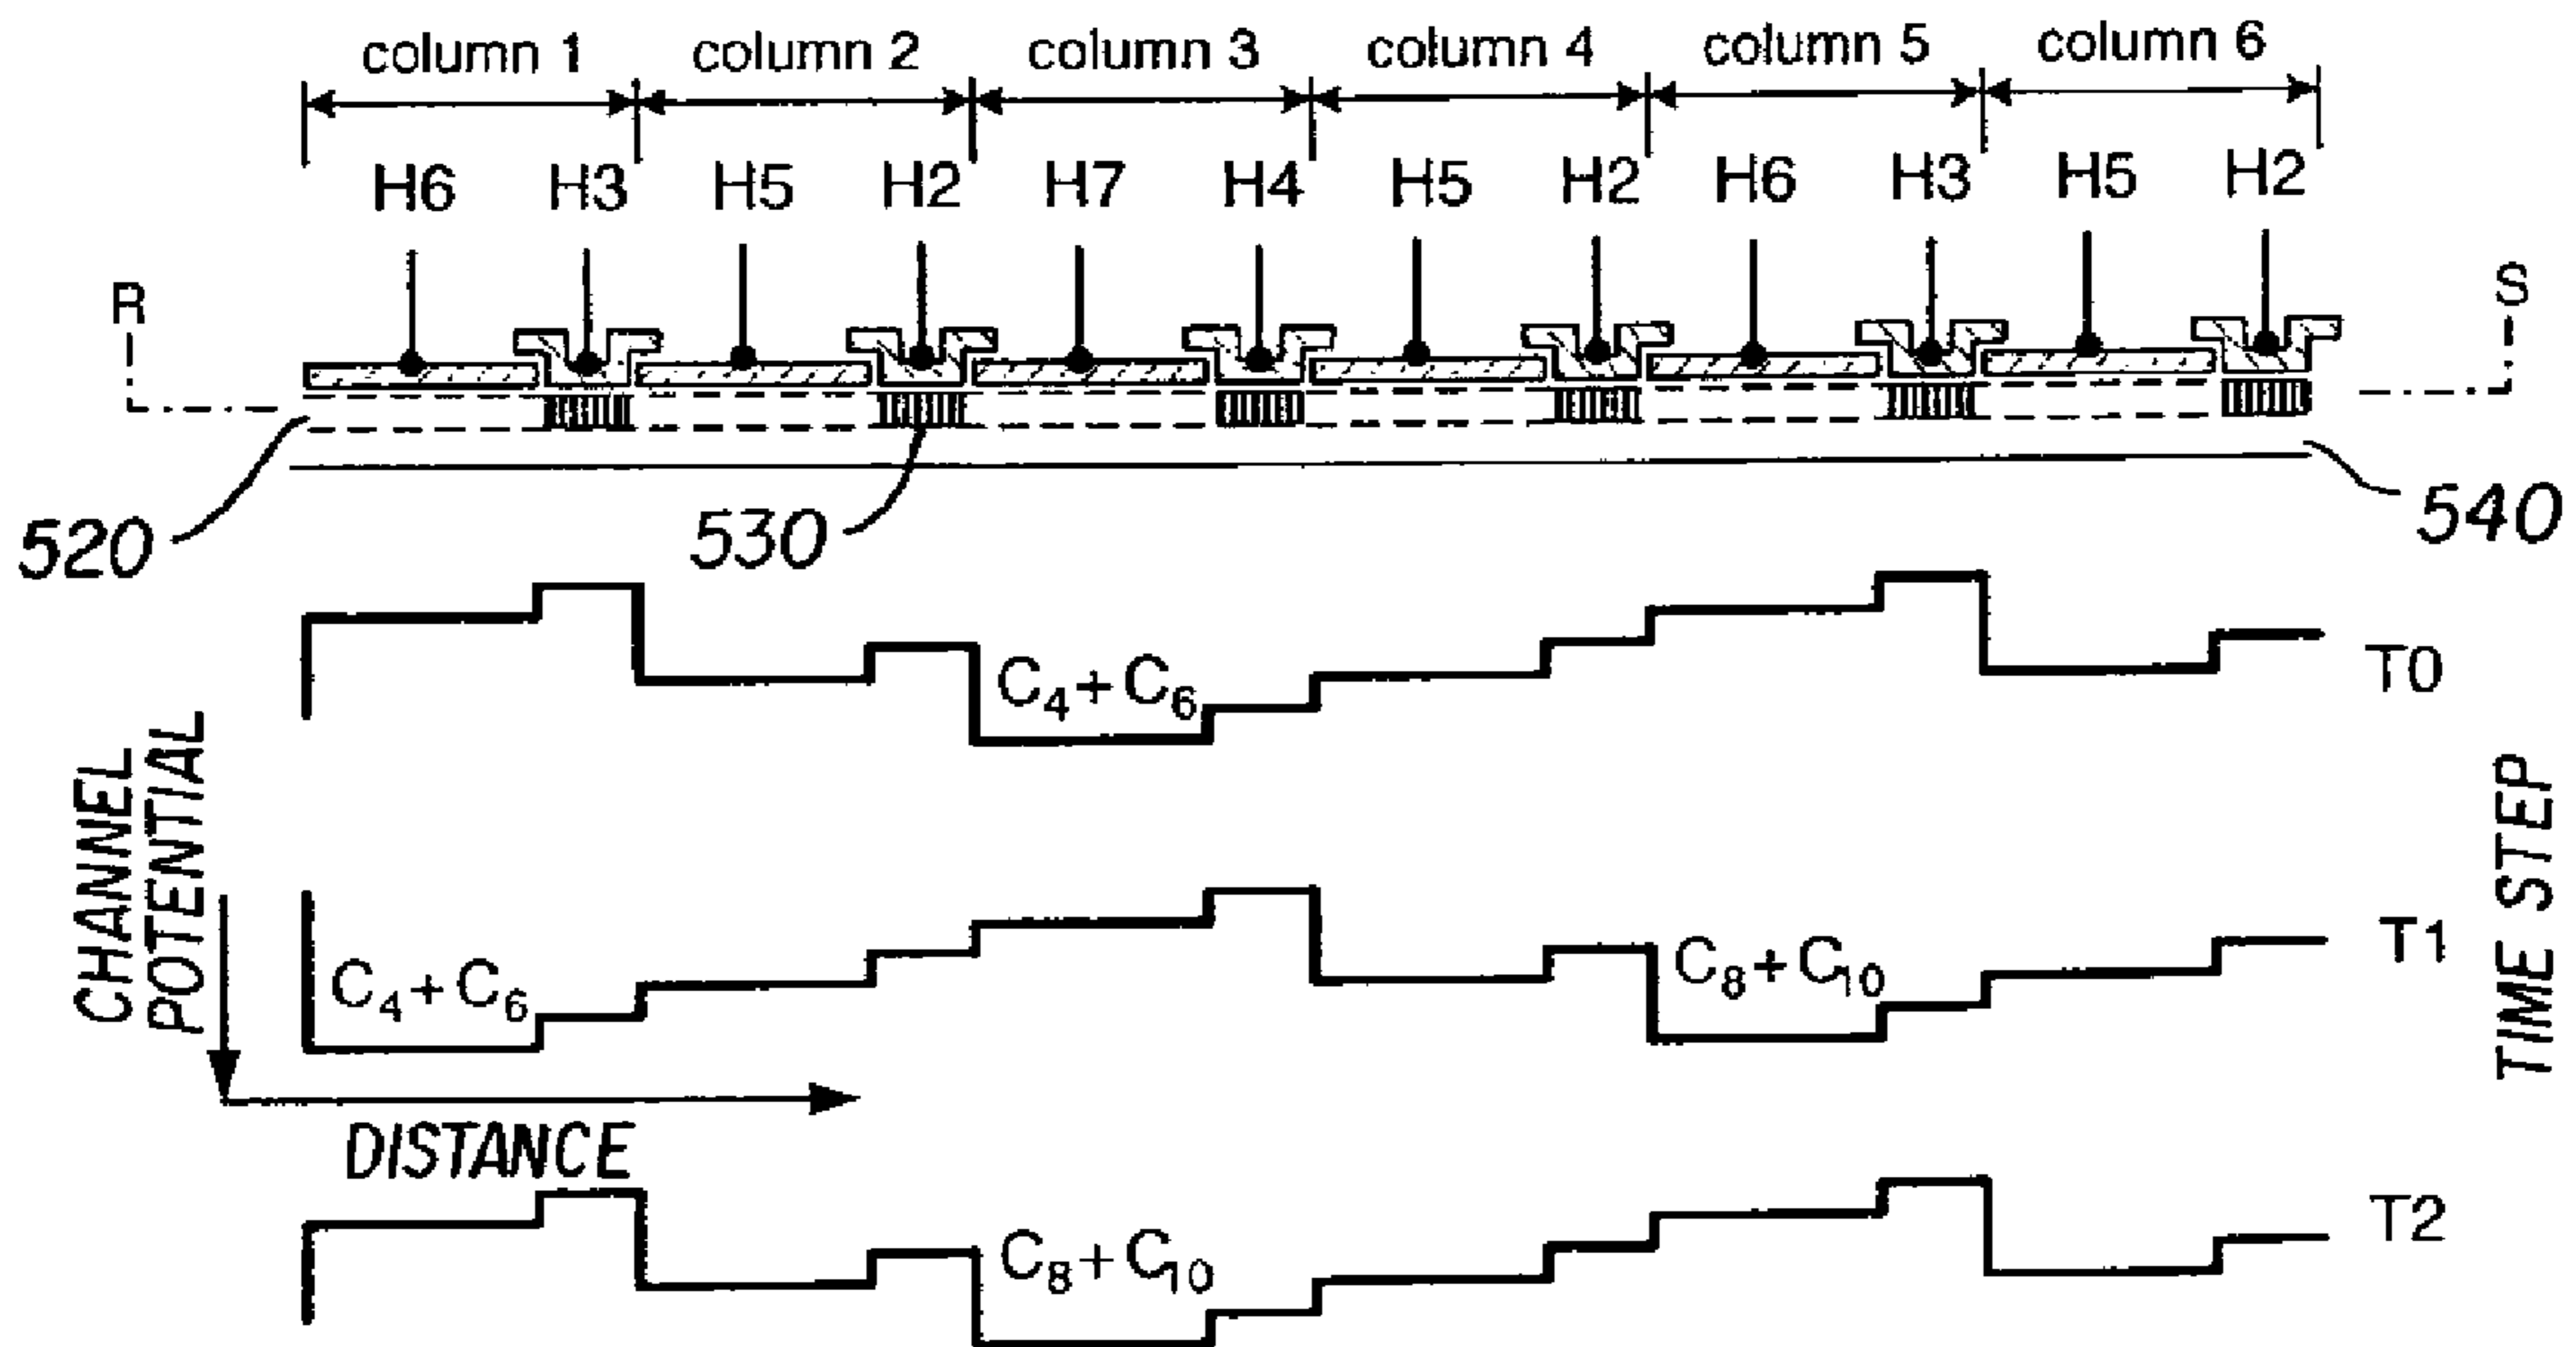 column 1 column 2 column 3 column 4 column 5 column 6
H6 H3 H5 H2 H7 H4 H5 H2 H6 H3 H5 H2
R S
520 530 540
C4+C6 T0
CHANNEL
POTENTIAL
TIME STEP
C4+C6 C8+C10 T1
DISTANCE
C8+C10 T2